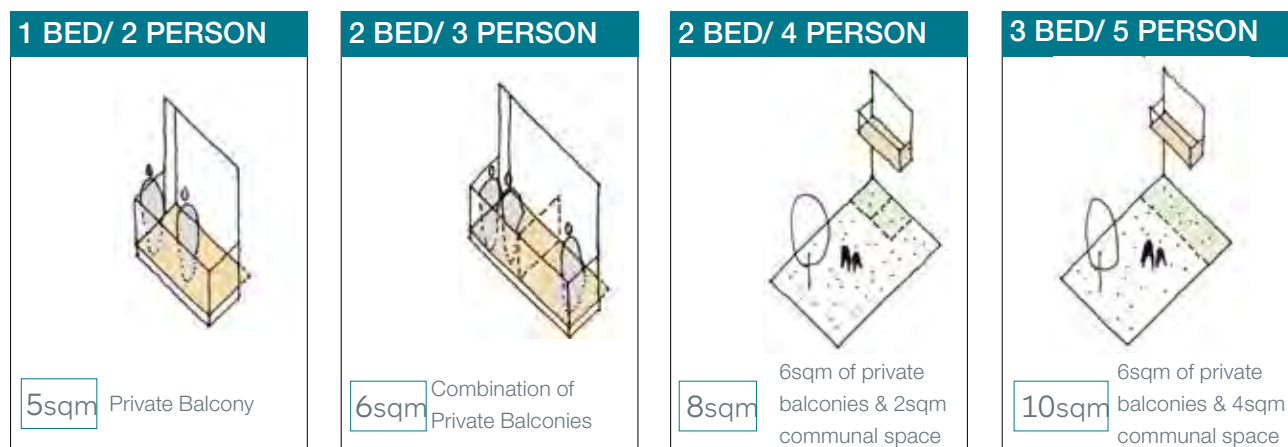 1 BED/ 2 PERSON
5sqm
Private Balcony
2 BED/ 3 PERSON
6sqm
Combination of
Private Balconies
2 BED/ 4 PERSON
8sqm
6sqm of private
balconies & 2sqm
communal space
3 BED/ 5 PERSON
10sqm
6sqm of private
balconies & 4sqm
communal space